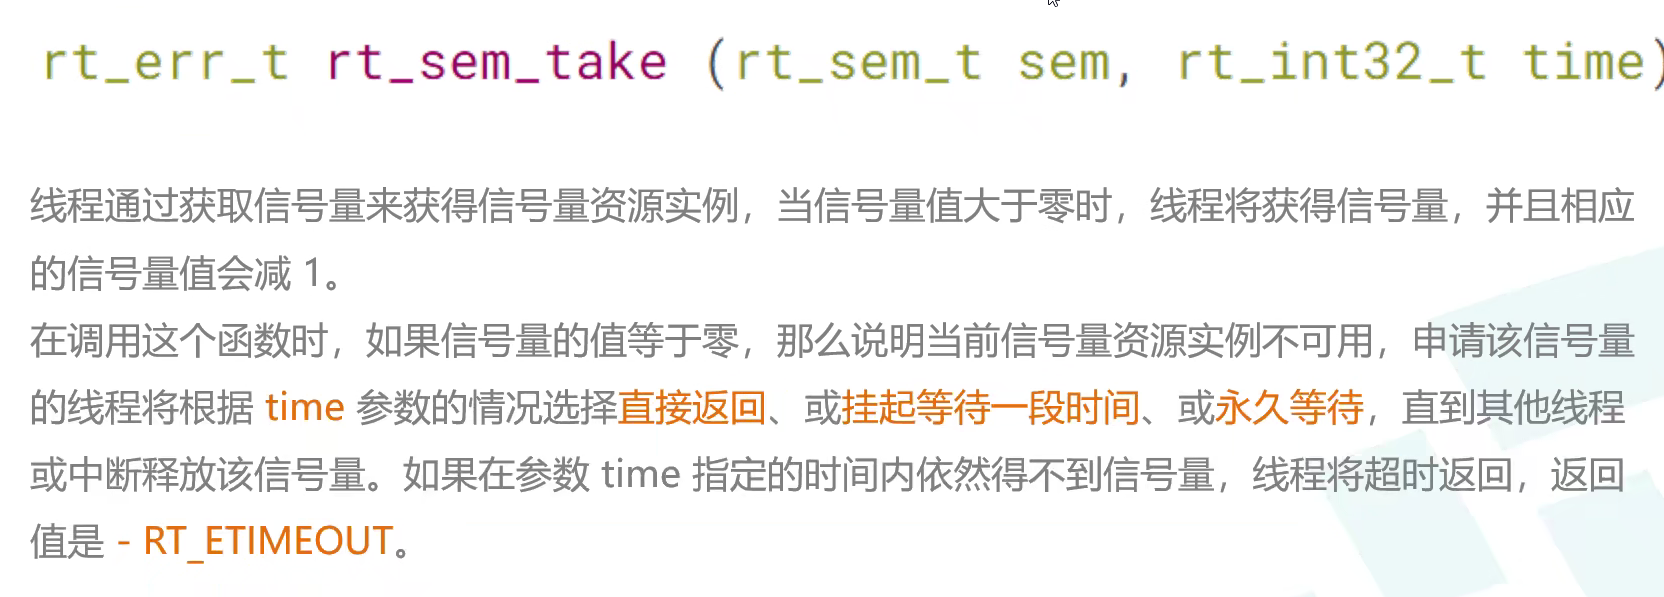 rt_err_t rt_sem_take (rt_sem_t sem, rt_int32_t time)
线程通过获取信号量来获得信号量资源实例，当信号量值大于零时，线程将获得信号量，并且相应
的信号量值会减 1。
在调用这个函数时，如果信号量的值等于零，那么说明当前信号量资源实例不可用，申请该信号量
的线程将根据 time 参数的情况选择直接返回、或挂起等待一段时间、或永久等待，直到其他线程
或中断释放该信号量。如果在参数 time 指定的时间内依然得不到信号量，线程将超时返回，返回
值是 - RT_ETIMEOUT。